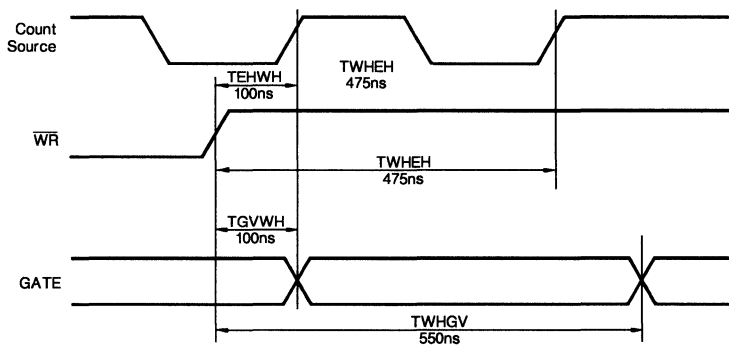 Count
Source
TEHWH
100ns
TWHEH
475ns
WR
TWHEH
475ns
TGVWH
100ns
GATE
TWHGV
550ns